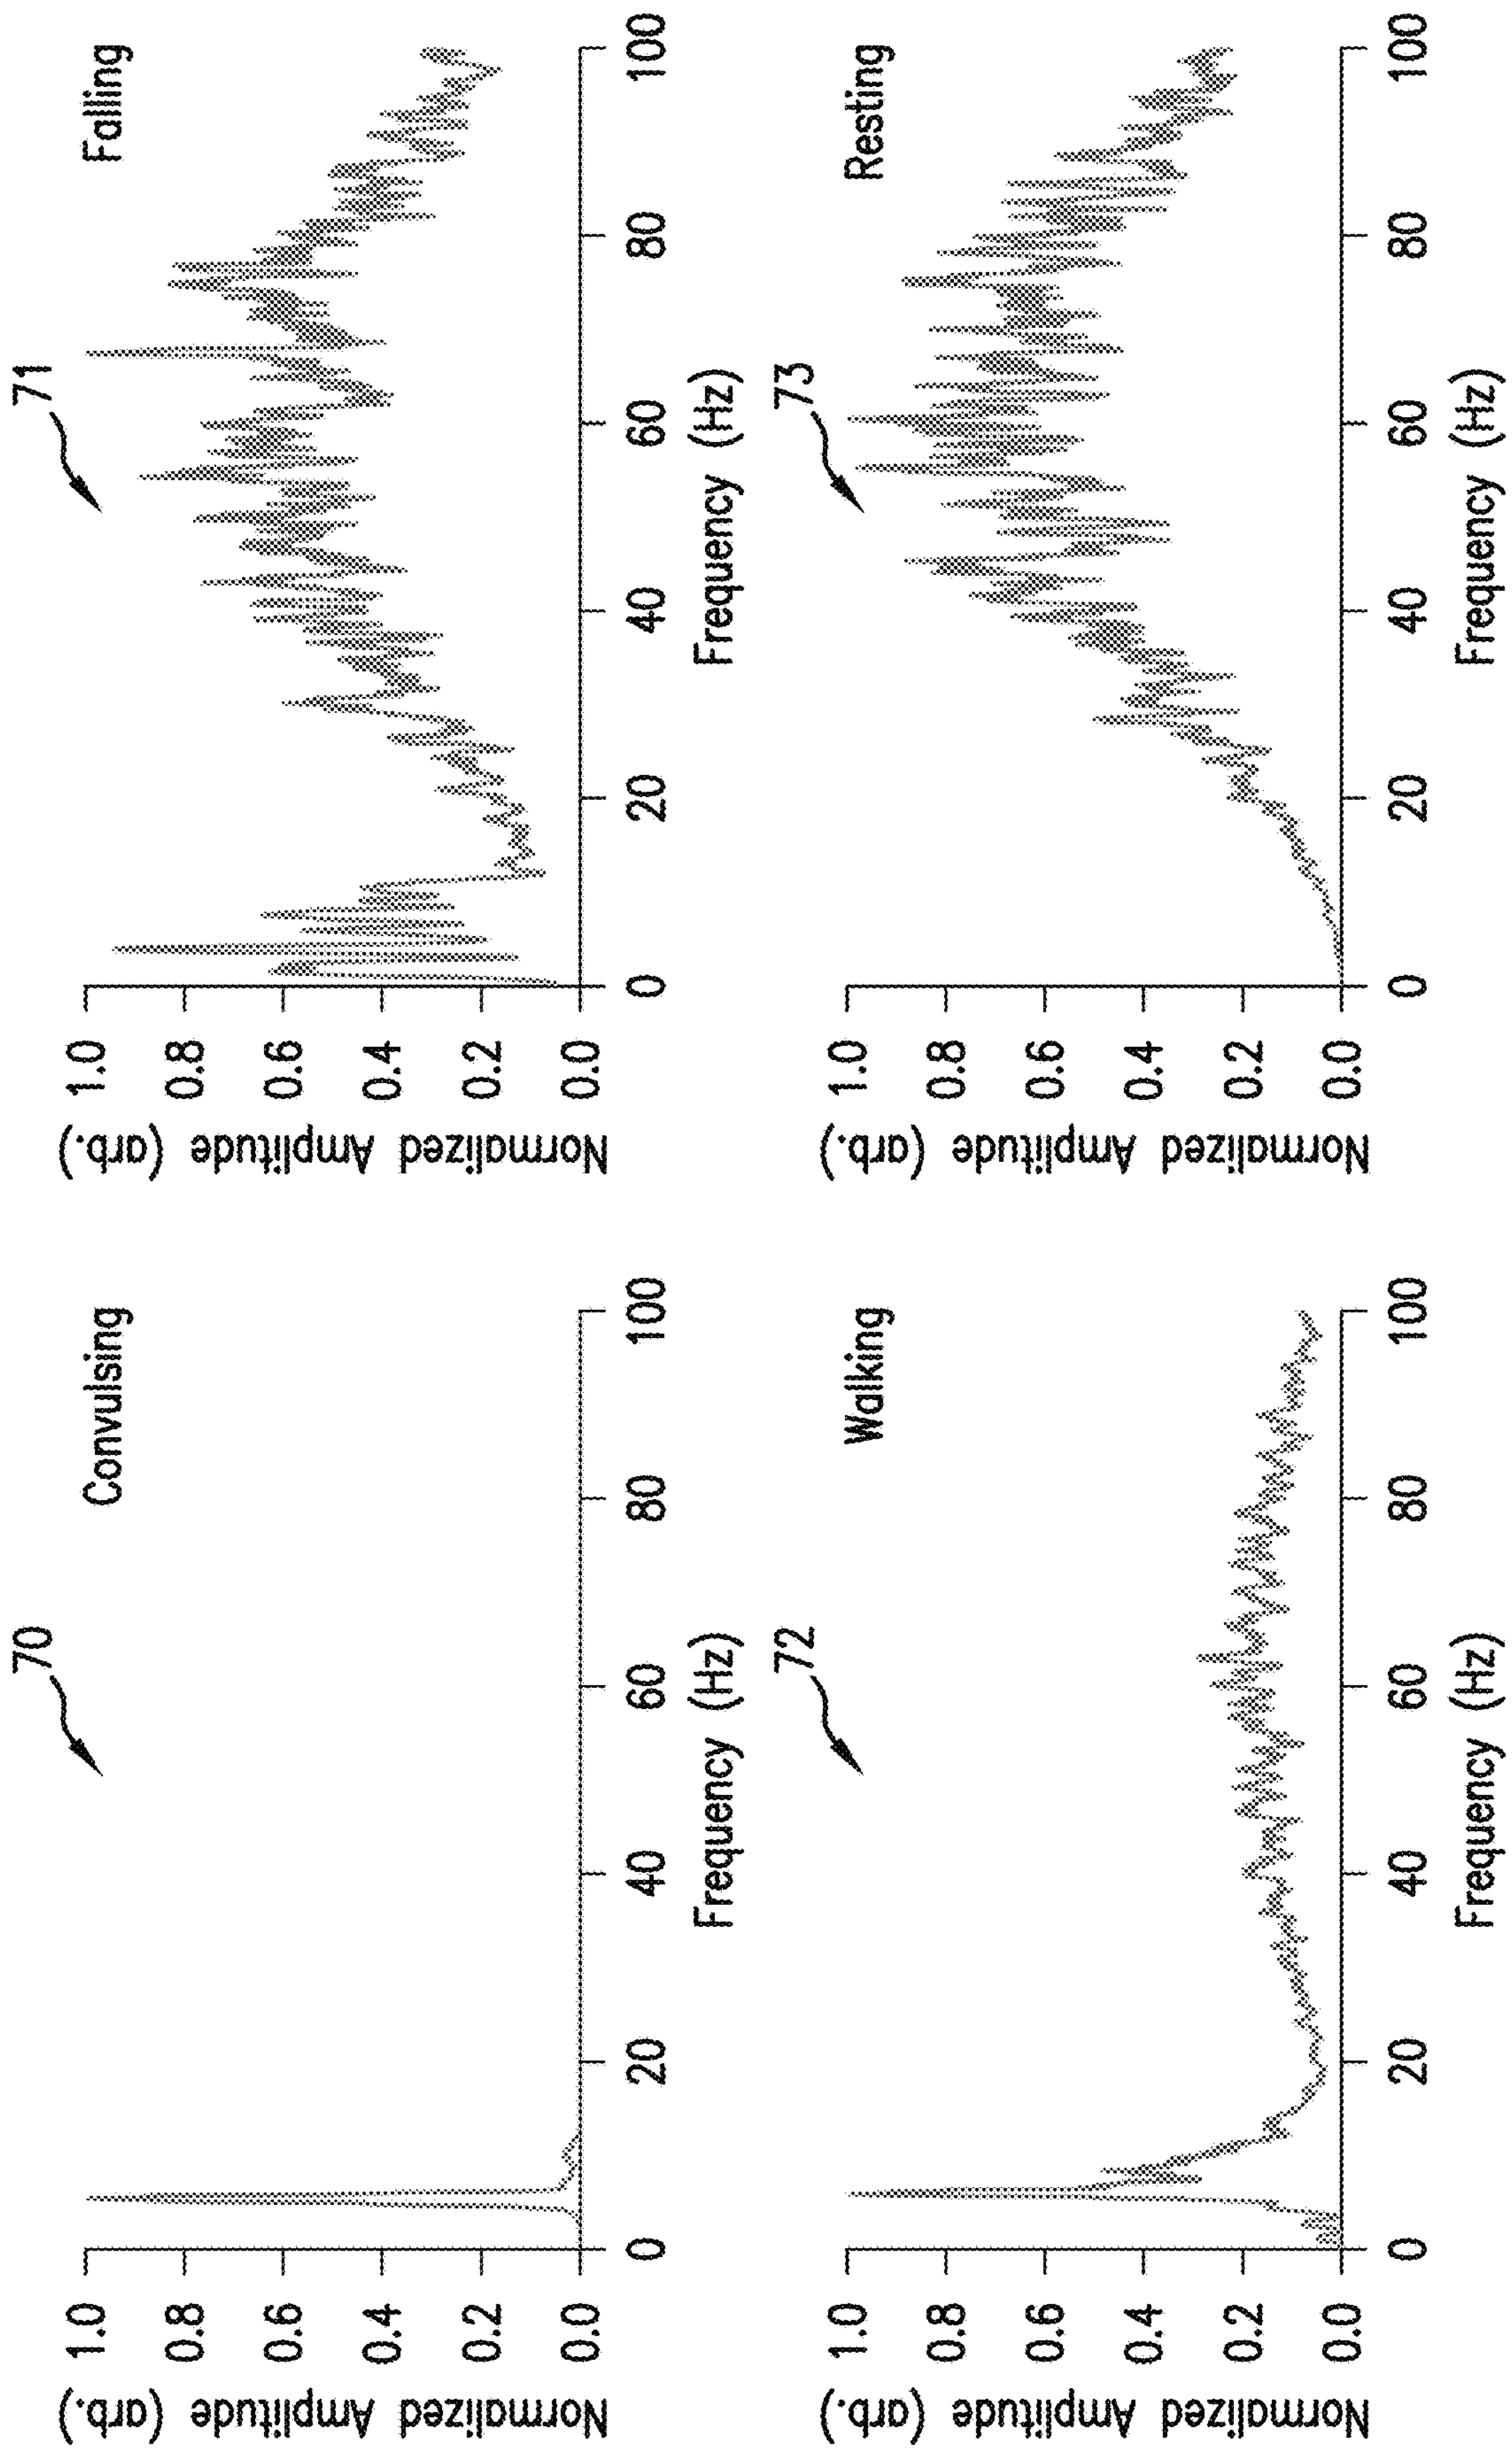 70
Convulsing
Normalized Amplitude (arb.)
1.0
0.8
0.6
0.4
0.2
0.0
0 20 40 60 80 100
Frequency (Hz)
71
Falling
Normalized Amplitude (arb.)
1.0
0.8
0.6
0.4
0.2
0.0
0 20 40 60 80 100
Frequency (Hz)
72
Walking
Normalized Amplitude (arb.)
1.0
0.8
0.6
0.4
0.2
0.0
0 20 40 60 80 100
Frequency (Hz)
73
Resting
Normalized Amplitude (arb.)
1.0
0.8
0.6
0.4
0.2
0.0
0 20 40 60 80 100
Frequency (Hz)